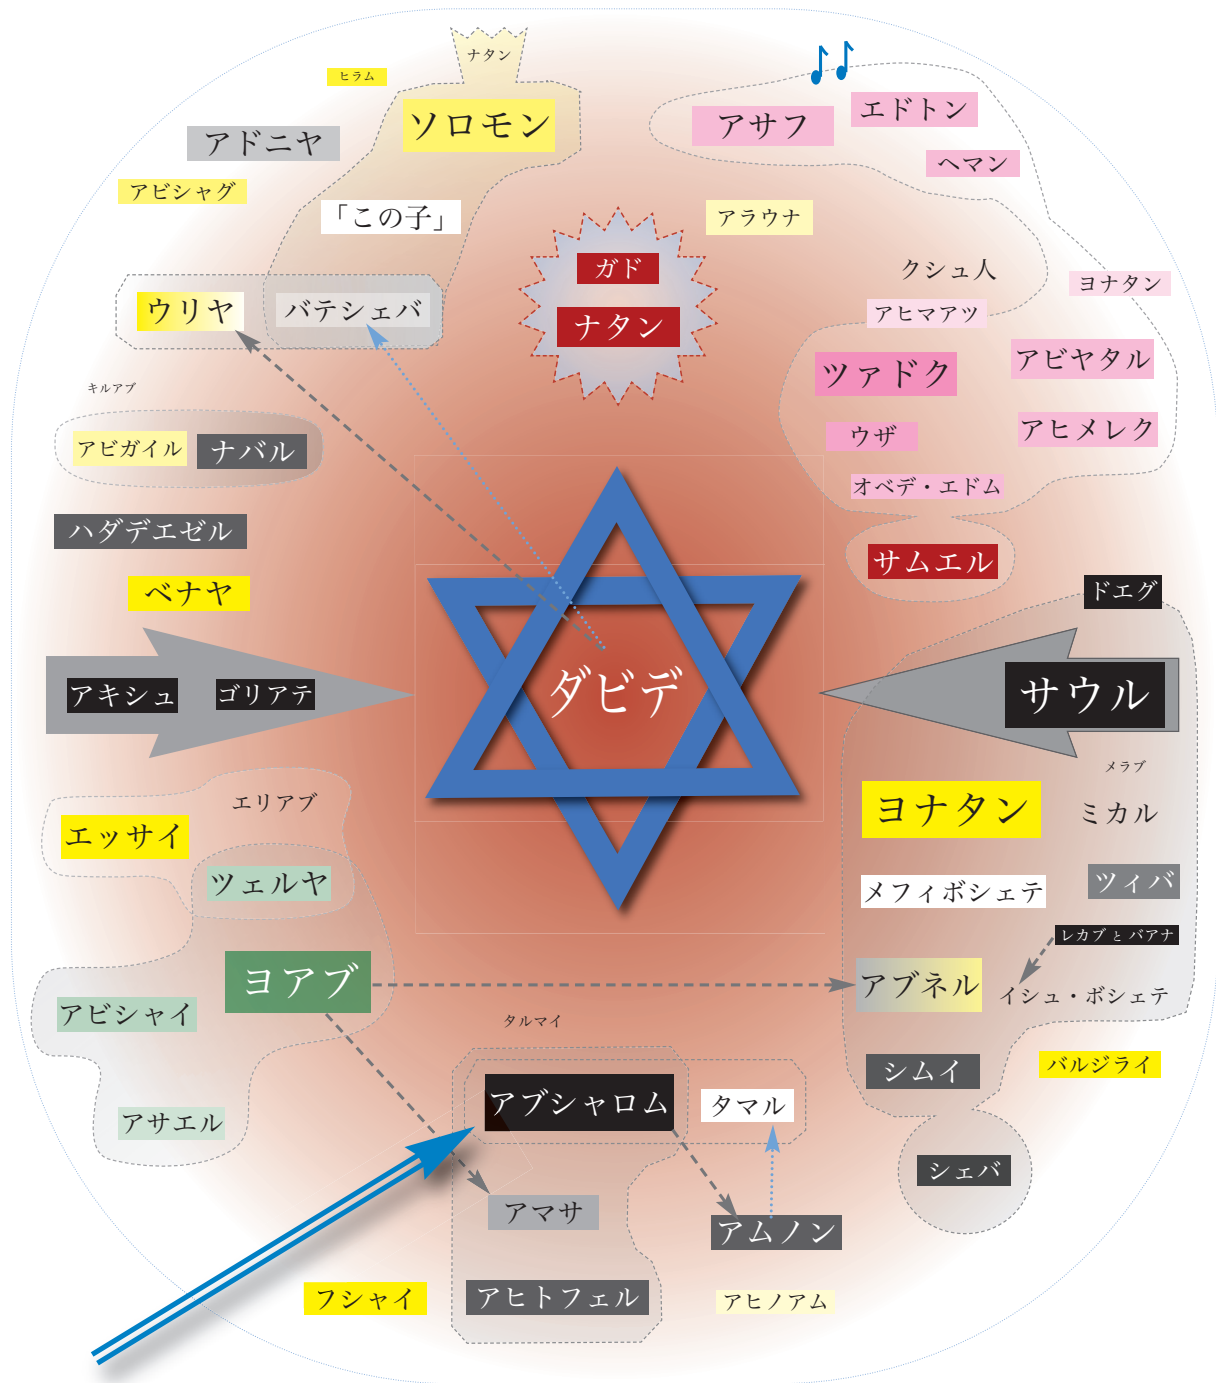 ナタン
ヒラム
ソロモン
アドニヤ
アビシャグ
「この子」
アサフ
エドトン
ヘマン
アラウナ
ガド
ナタン
クシュ人
ヨナタン
アヒマアツ
ウリヤ
バテシェバ
ツァドク
アビヤタル
キルアブ
アビガイル
ナバル
ウザ
アヒメレク
オベデ・エドム
ハダデエゼル
サムエル
ベナヤ
ドエグ
アキシュ
ゴリアテ
ダビデ
サウル
メラブ
エリアブ
エッサイ
ヨナタン
ミカル
ツェルヤ
メフィボシェテ
ツィバ
レカブ と バアナ
ヨアブ
アブネル
イシュ・ボシェテ
アビシャイ
タルマイ
シムイ
バルジライ
アサエル
アブシャロム
タマル
シェバ
アマサ
アムノン
フシャイ
アヒトフェル
アヒノアム